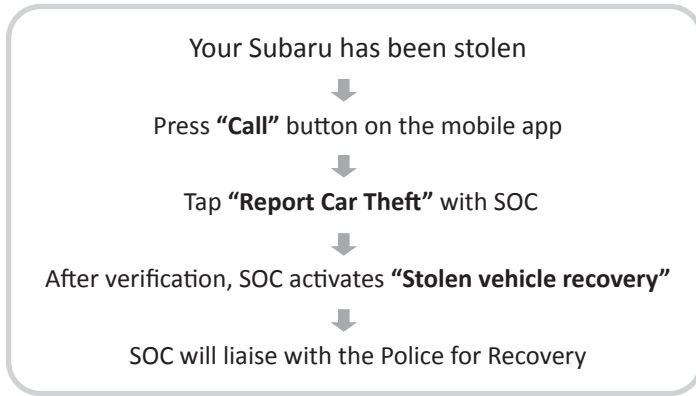 Your Subaru has been stolen
Press “Call” button on the mobile app
Tap “Report Car Theft” with SOC
After verification, SOC activates “Stolen vehicle recovery”
SOC will liaise with the Police for Recovery